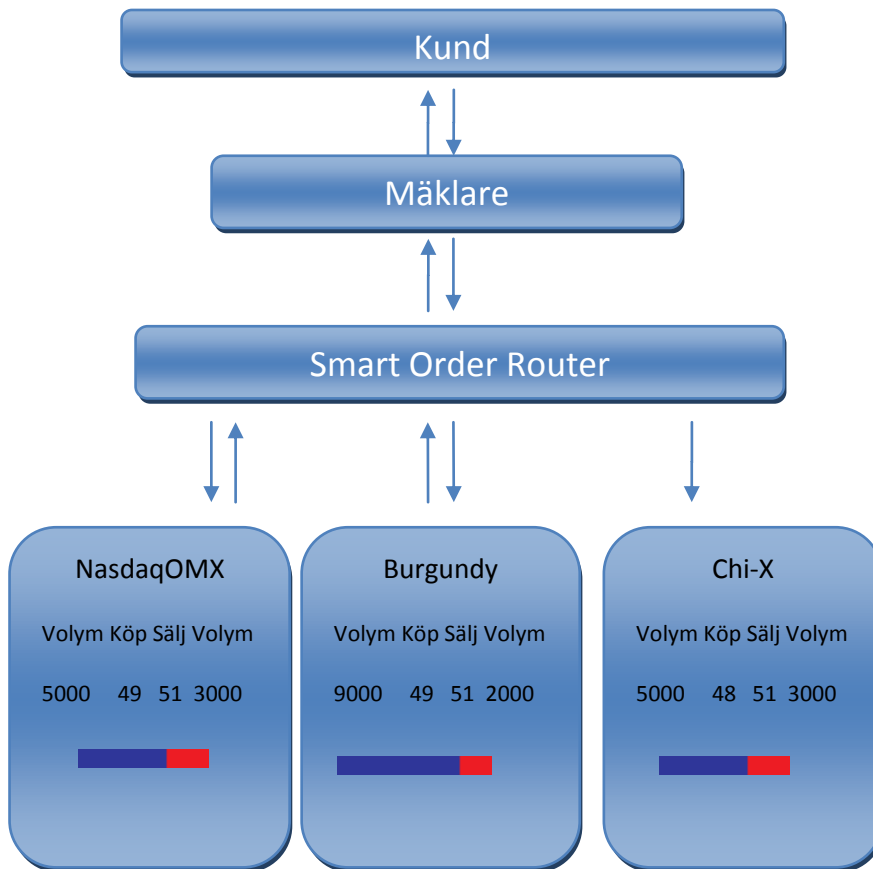 Kund
Mäklare
Smart Order Router
NasdaqOMX
Volym Köp Sälj Volym
5000 49 51 3000
Burgundy
Volym Köp Sälj Volym
9000 49 51 2000
Chi-X
Volym Köp Sälj Volym
5000 48 51 3000